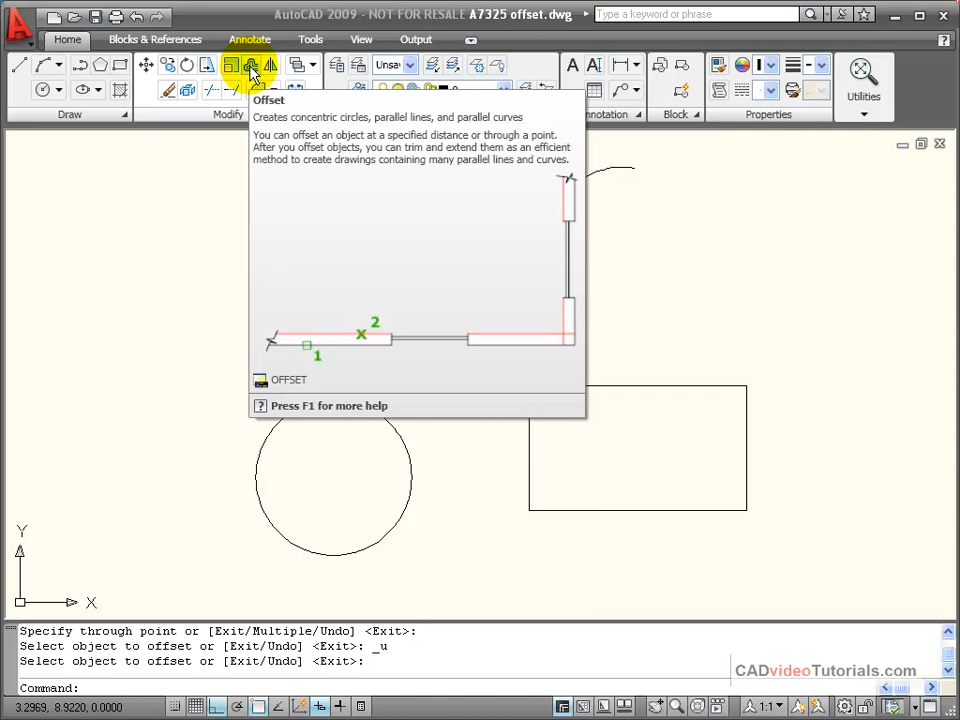 AutoCAD 2009 - NOT FOR RESALE A7325 offset.dwg
Type a keyword or phrase
Home
Blocks & References
Annotate
Tools
View
Output
Unsa
Utilities
Draw
Modify
nnotation
Block
Properties
Offset
Creates concentric circles, parallel lines, and parallel curves
You can offset an object at a specified distance or through a point.
After you offset objects, you can trim and extend them as an efficient
method to create drawings containing many parallel lines and curves.
2
1
OFFSET
Press F1 for more help
Y
X
Specify through point or [Exit/Multiple/Undo] <Exit>:
Select object to offset or [Exit/Undo] <Exit>: _u
Select object to offset or [Exit/Undo] <Exit>:
Command:
CADvideoTutorials.com
3.2969, 8.9220, 0.0000
1:1